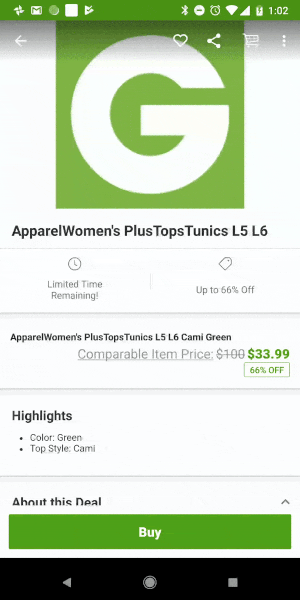 1:02
G
ApparelWomen's PlusTopsTunics L5 L6
Limited Time
Remaining!
Up to 66% Off
ApparelWomen's PlusTopsTunics L5 L6 Cami Green
Comparable Item Price: $100 $33.99
66% OFF
Highlights
• Color: Green
• Top Style: Cami
About this Deal
Buy